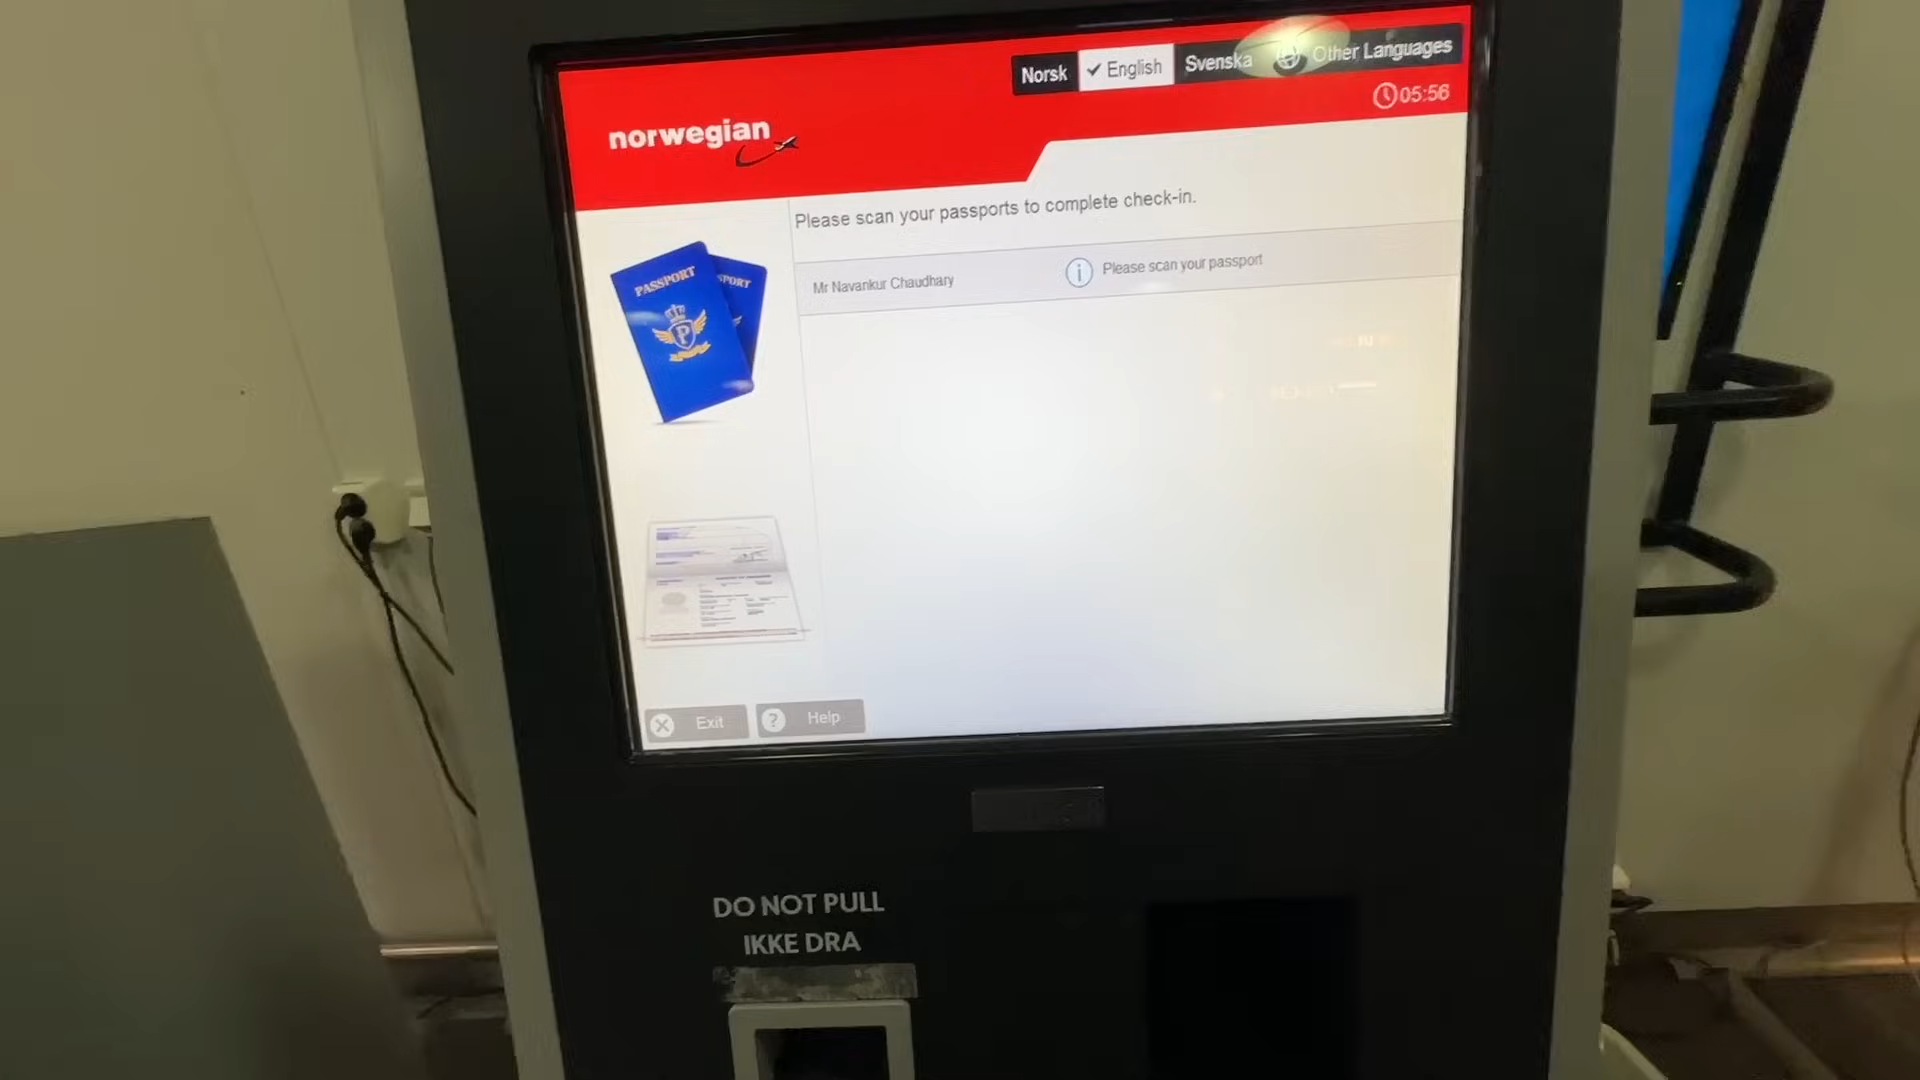 Norsk ✓ English Svenska Other Languages
05:56
norwegian
Please scan your passports to complete check-in.
Mr Navankur Chaudhary
Please scan your passport
PASSPORT
PORT
P
Exit
Help
DO NOT PULL
IKKE DRA